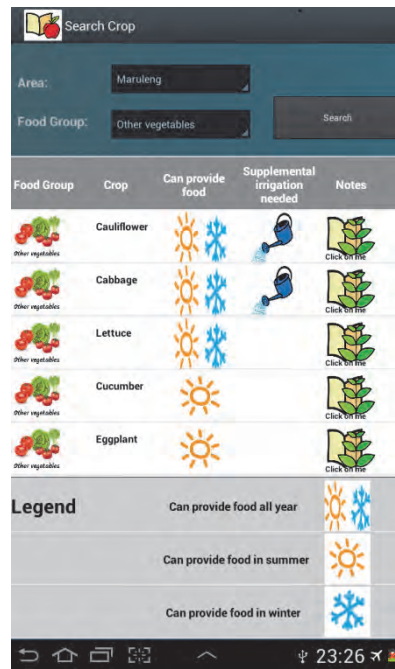 Search Crop
Area:
Maruleng
Food Group:
Other vegetables
Search
Food Group
Crop
Can provide
food
Supplemental
irrigation
needed
Notes
Cauliflower
Other vegetables
Click on me
Cabbage
Other vegetables
Click on me
Lettuce
Other vegetables
Click on me
Cucumber
Other vegetables
Click on me
Eggplant
Other vegetables
Click on me
Legend
Can provide food all year
Can provide food in summer
Can provide food in winter
23:26